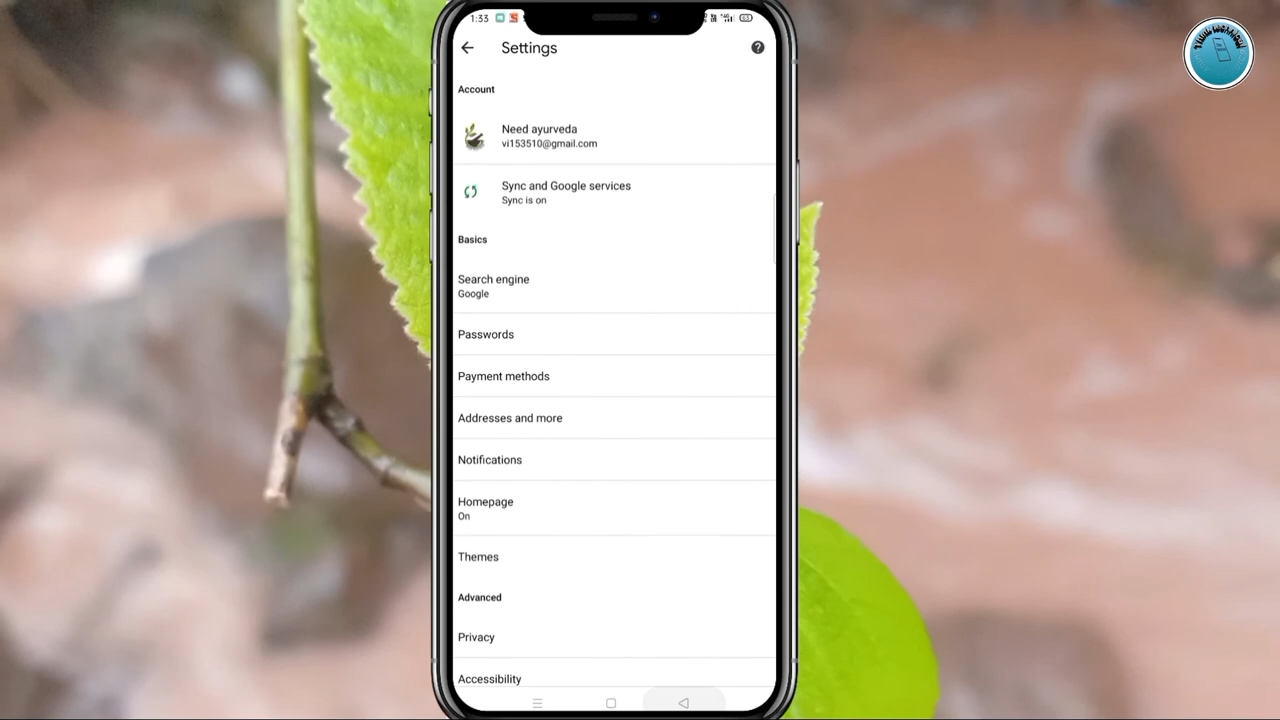 1:33
Settings
Account
Need ayurveda
vi153510@gmail.com
Sync and Google services
Sync is on
Basics
Search engine
Google
Passwords
Payment methods
Addresses and more
Notifications
Homepage
On
Themes
Advanced
Privacy
Accessibility